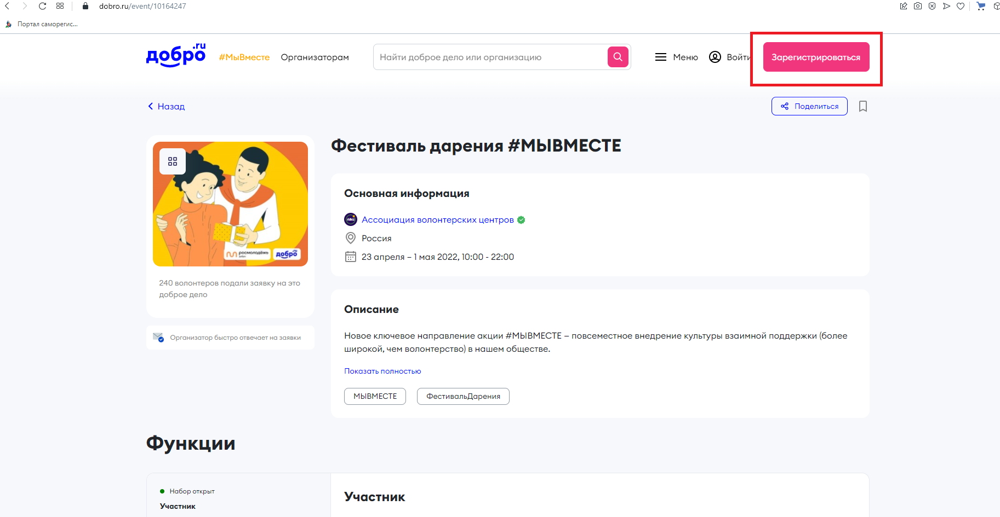 dobro.ru/event/10164247
Портал саморегис...
добро.ru
#МыВместе
Организаторам
Найти доброе дело или организацию
Меню
Войти
Зарегистрироваться
Назад
Поделиться
росмолодёжь
добро
добро.ru
240 волонтеров подали заявку на это
доброе дело
Организатор быстро отвечает на заявки
Фестиваль дарения #МЫВМЕСТЕ
Основная информация
АВЦ
Ассоциация волонтерских центров
Россия
23 апреля – 1 мая 2022, 10:00 - 22:00
Описание
Новое ключевое направление акции #МЫВМЕСТЕ – повсеместное внедрение культуры взаимной поддержки (более
широкой, чем волонтерство) в нашем обществе.
Показать полностью
МЫВМЕСТЕ
ФестивальДарения
Функции
Набор открыт
Участник
Участник